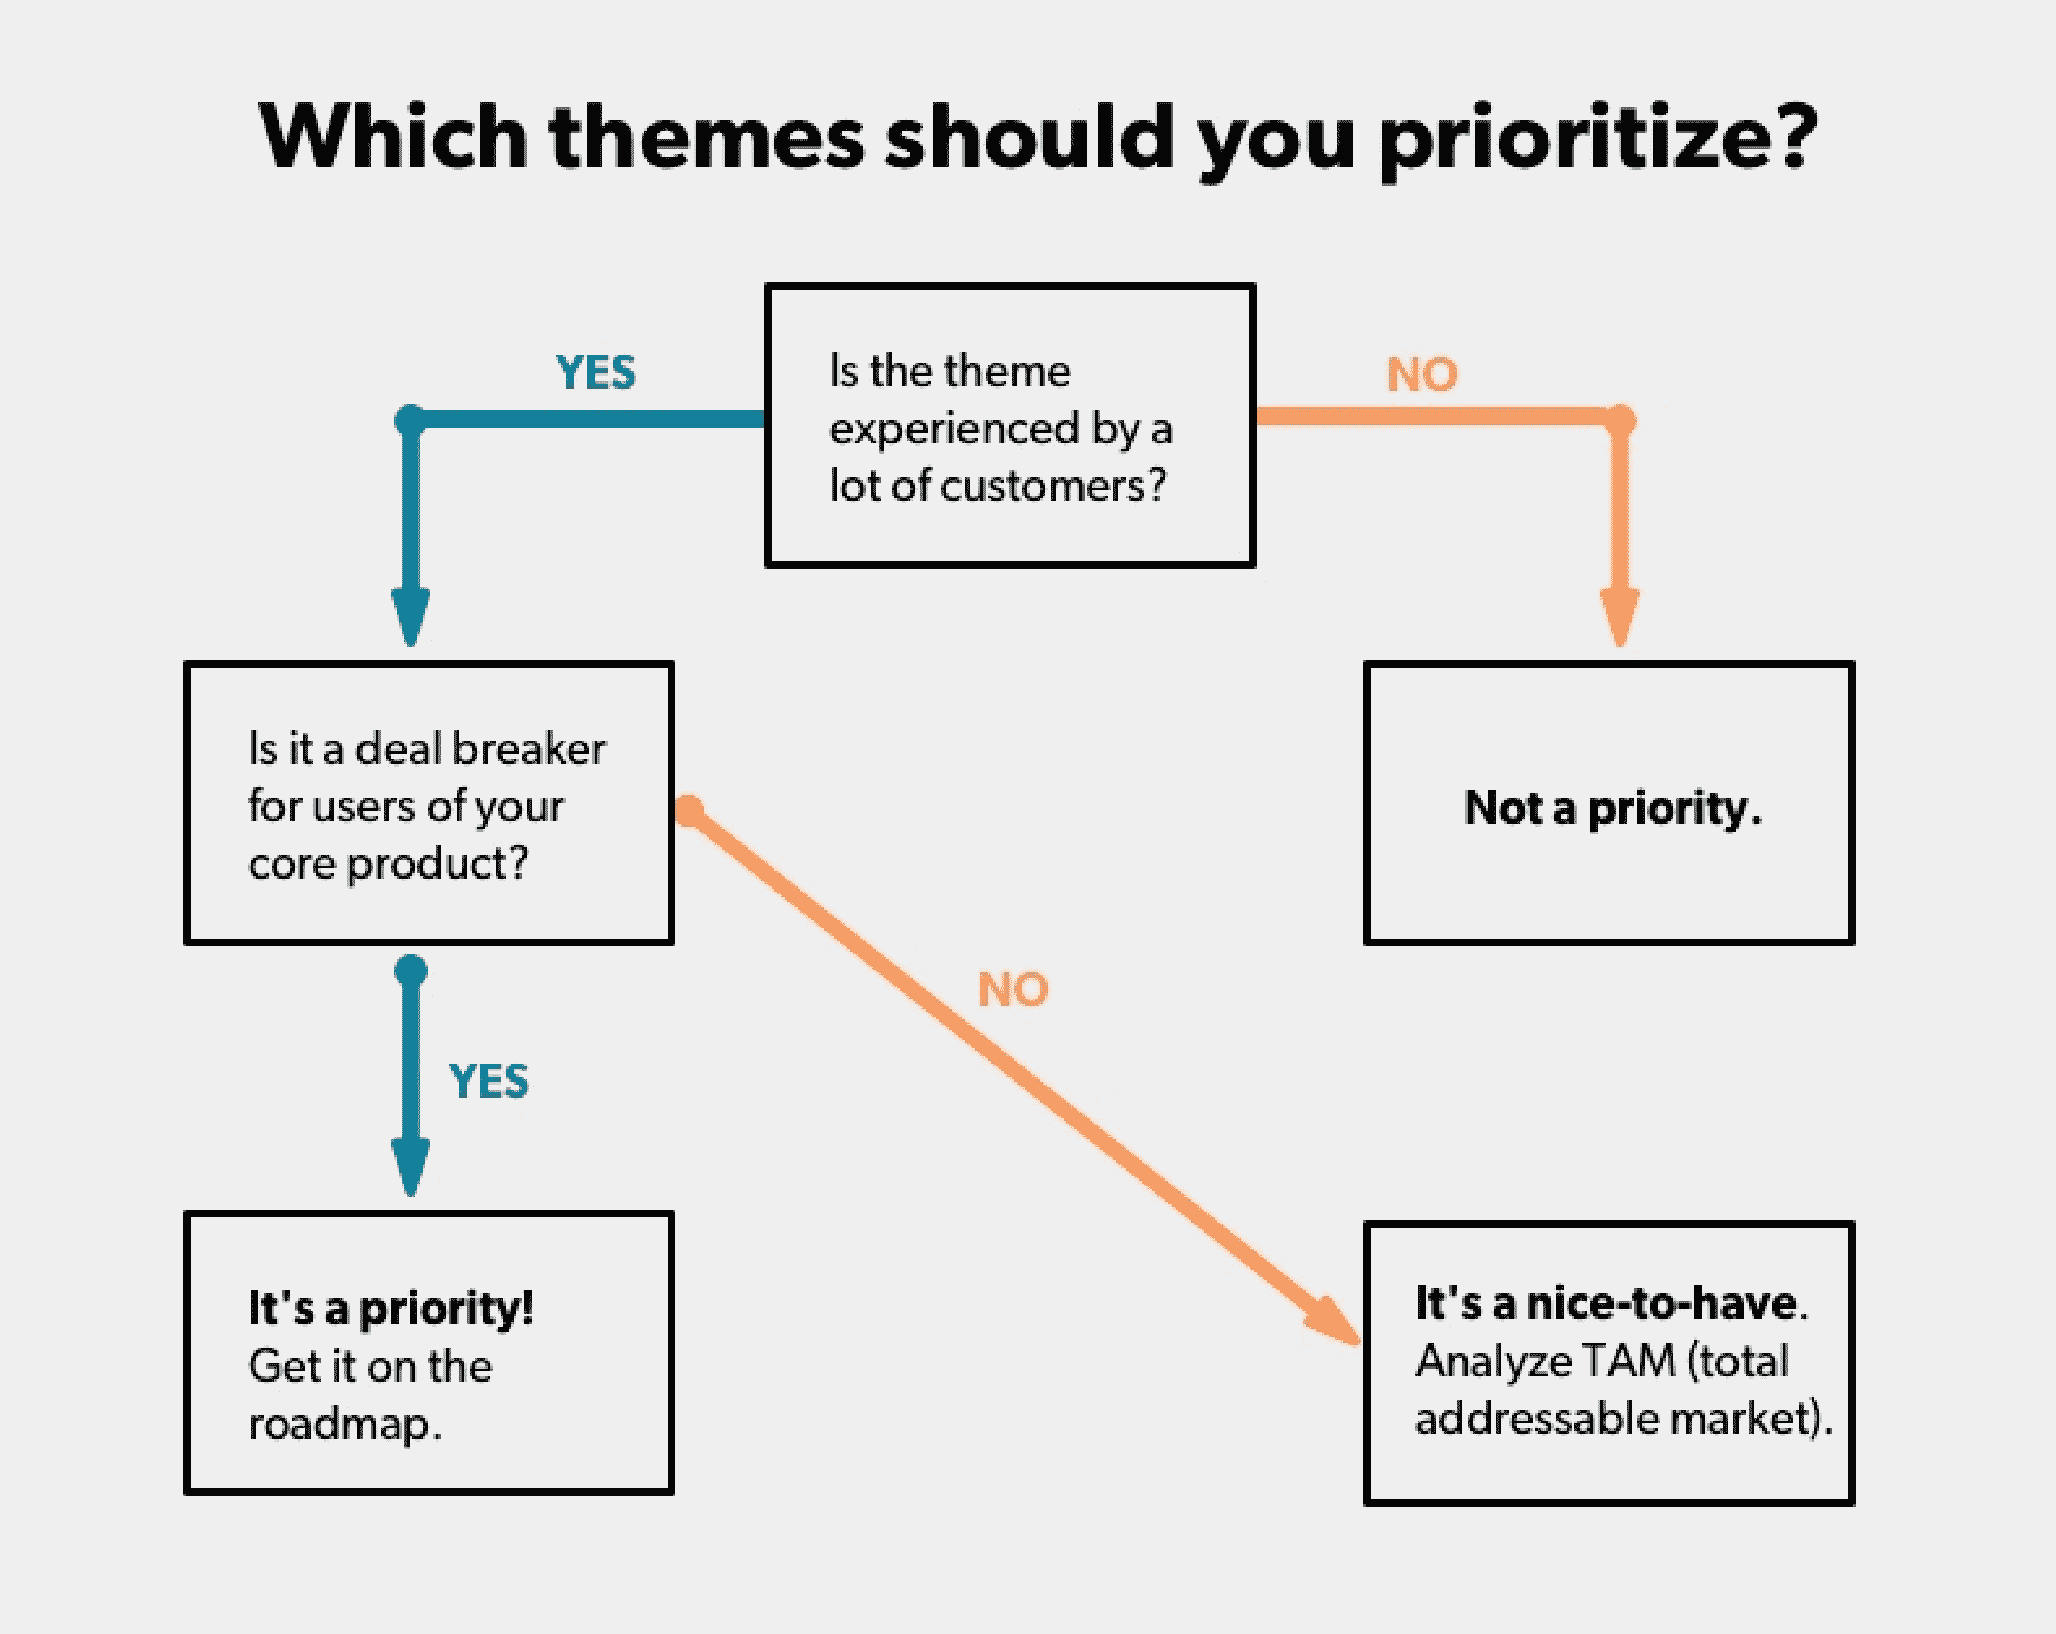 Which themes should you prioritize?
YES
Is the theme
experienced by a
lot of customers?
NO
Is it a deal breaker
for users of your
core product?
Not a priority.
NO
YES
It's a priority!
Get it on the
roadmap.
It's a nice-to-have.
Analyze TAM (total
addressable market).